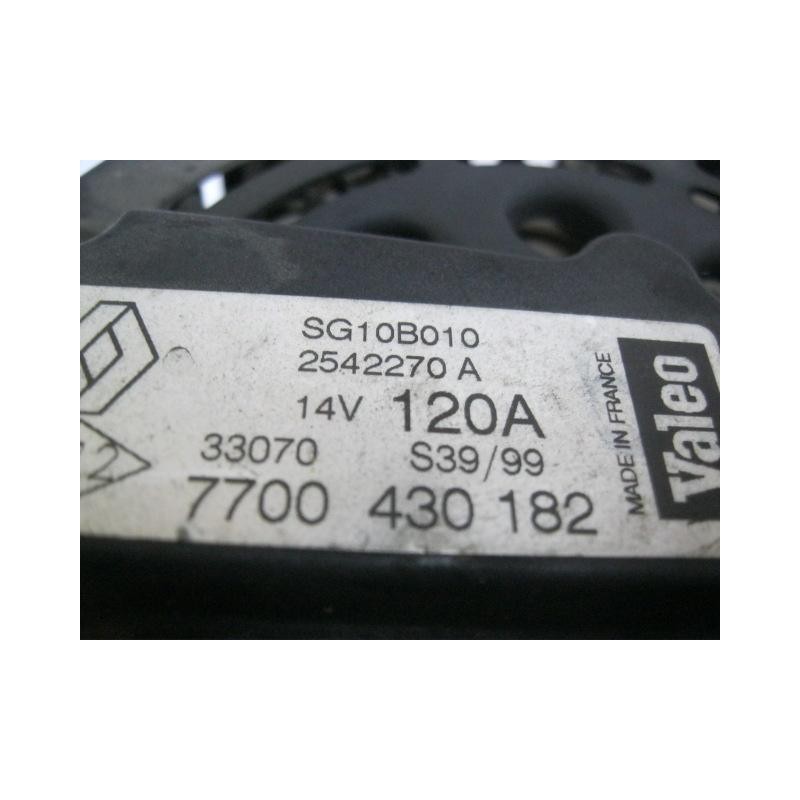 SG10B010
2542270 A
14V 120A
33070 S39/99
7700 430 182
MADE IN FRANCE
Valeo